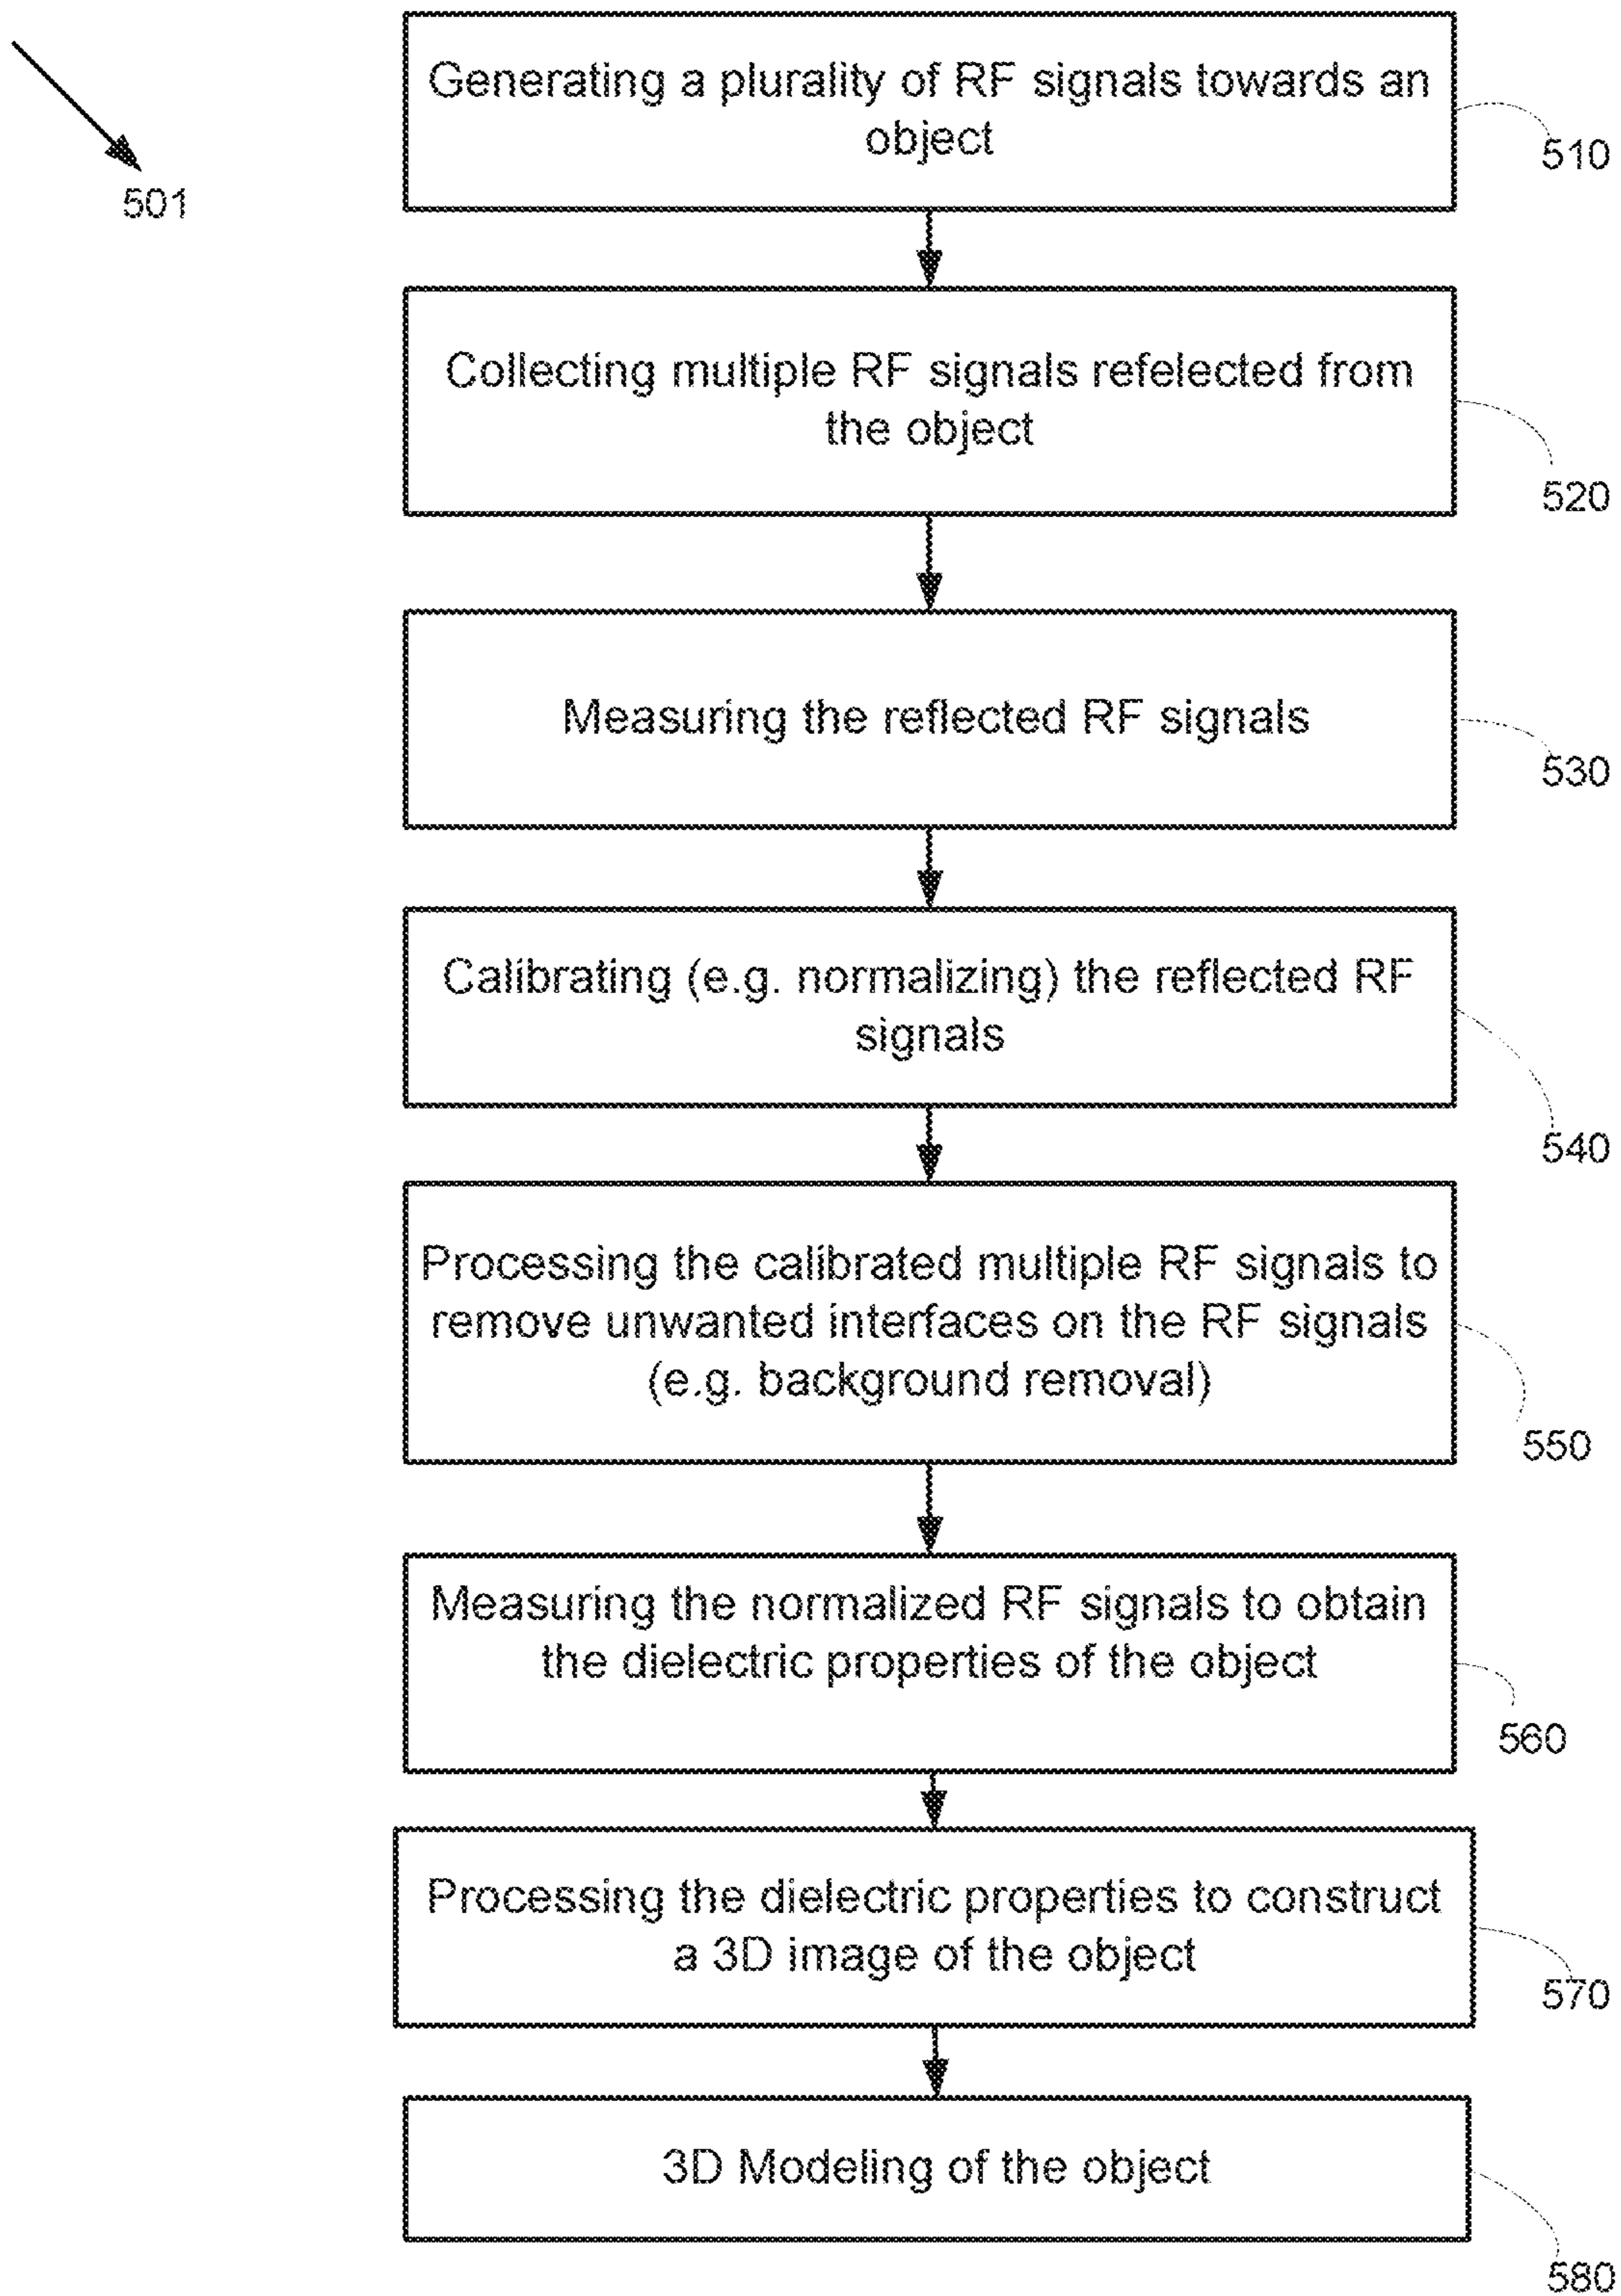 Generating a plurality of RF signals towards an
object
510
501
Collecting multiple RF signals refelected from
the object
520
Measuring the reflected RF signals
530
Calibrating (e.g. normalizing) the reflected RF
signals
540
Processing the calibrated multiple RF signals to
remove unwanted interfaces on the RF signals
(e.g. background removal)
550
Measuring the normalized RF signals to obtain
the dielectric properties of the object
560
Processing the dielectric properties to construct
a 3D image of the object
570
3D Modeling of the object
580